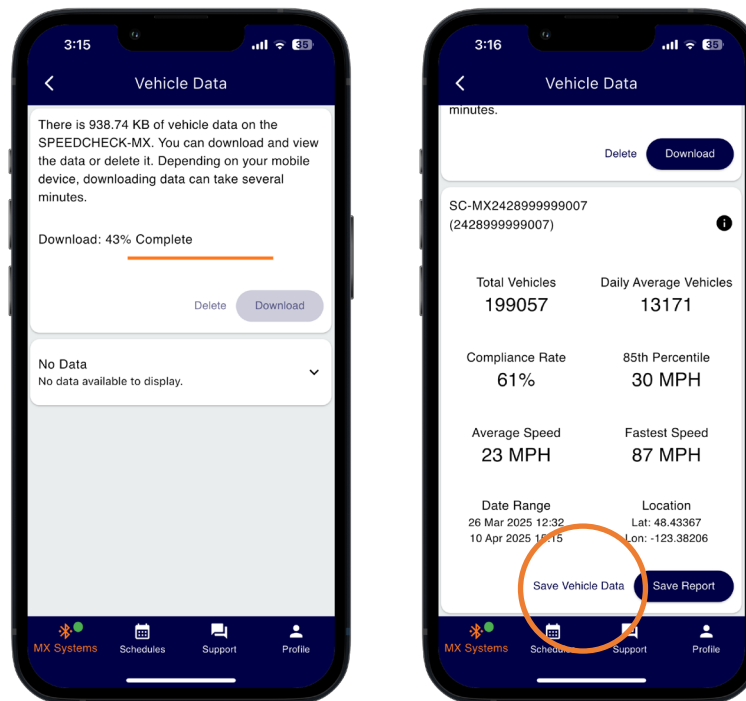 3:15
35
Vehicle Data
There is 938.74 KB of vehicle data on the
SPEEDCHECK-MX. You can download and view
the data or delete it. Depending on your mobile
device, downloading data can take several
minutes.
Download: 43% Complete
Delete
Download
No Data
No data available to display.
MX Systems
Schedules
Support
Profile
3:16
35
Vehicle Data
minutes.
Delete
Download
SC-MX2428999999007
(2428999999007)
Total Vehicles
Daily Average Vehicles
199057
13171
Compliance Rate
85th Percentile
61%
30 MPH
Average Speed
Fastest Speed
23 MPH
87 MPH
Date Range
Location
26 Mar 2025 12:32
Lat: 48.43367
10 Apr 2025
Lon: -123.38206
Save Vehicle Data
Save Report
MX Systems
Schedules
Support
Profile